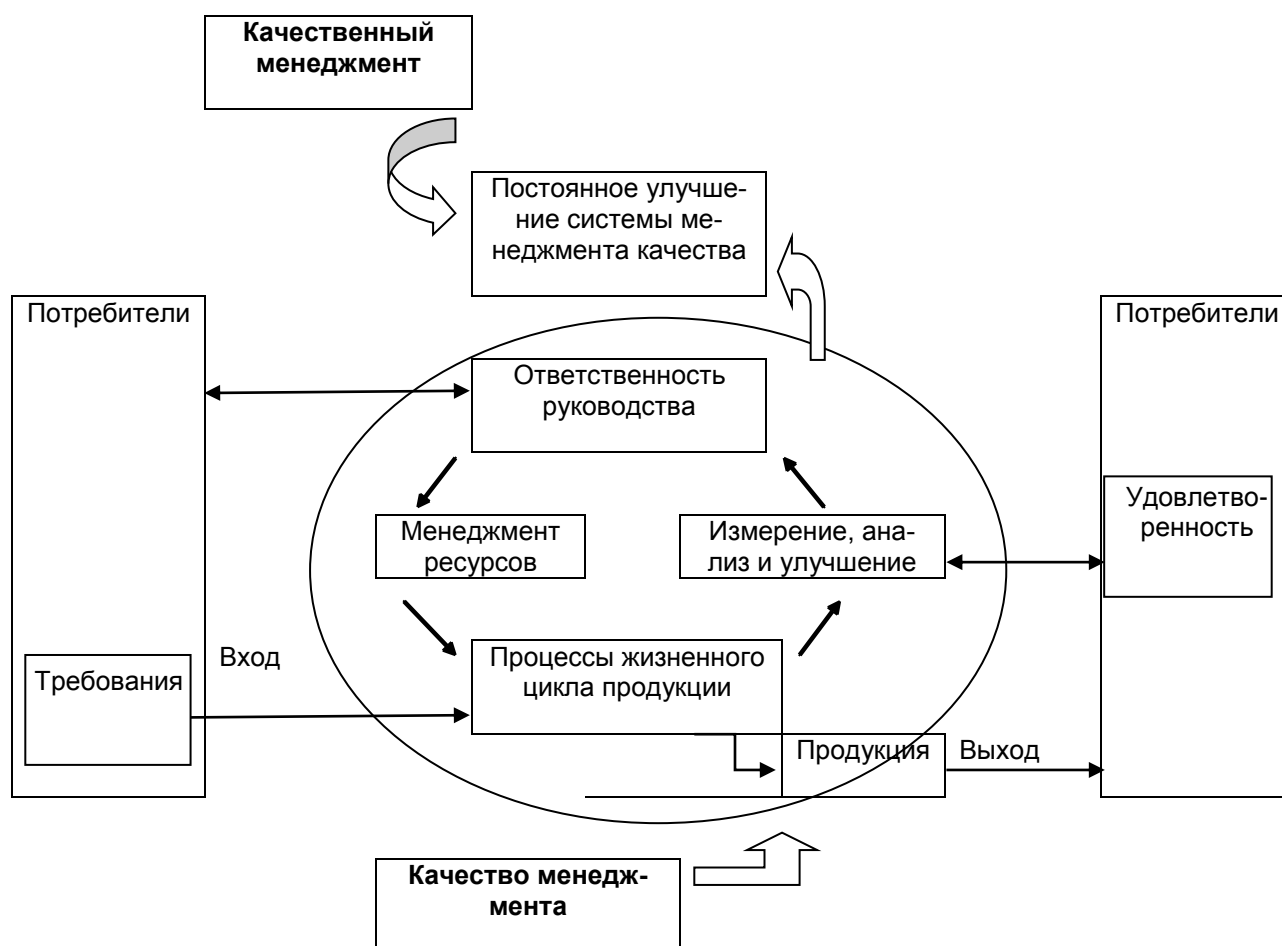 Качественный
менеджмент
Постоянное улучше-
ние системы ме-
неджмента качества
Потребители
Потребители
Ответственность
руководства
Менеджмент
ресурсов
Измерение, ана-
лиз и улучшение
Удовлетво-
ренность
Требования
Вход
Процессы жизненного
цикла продукции
Продукция
Выход
Качество менедж-
мента